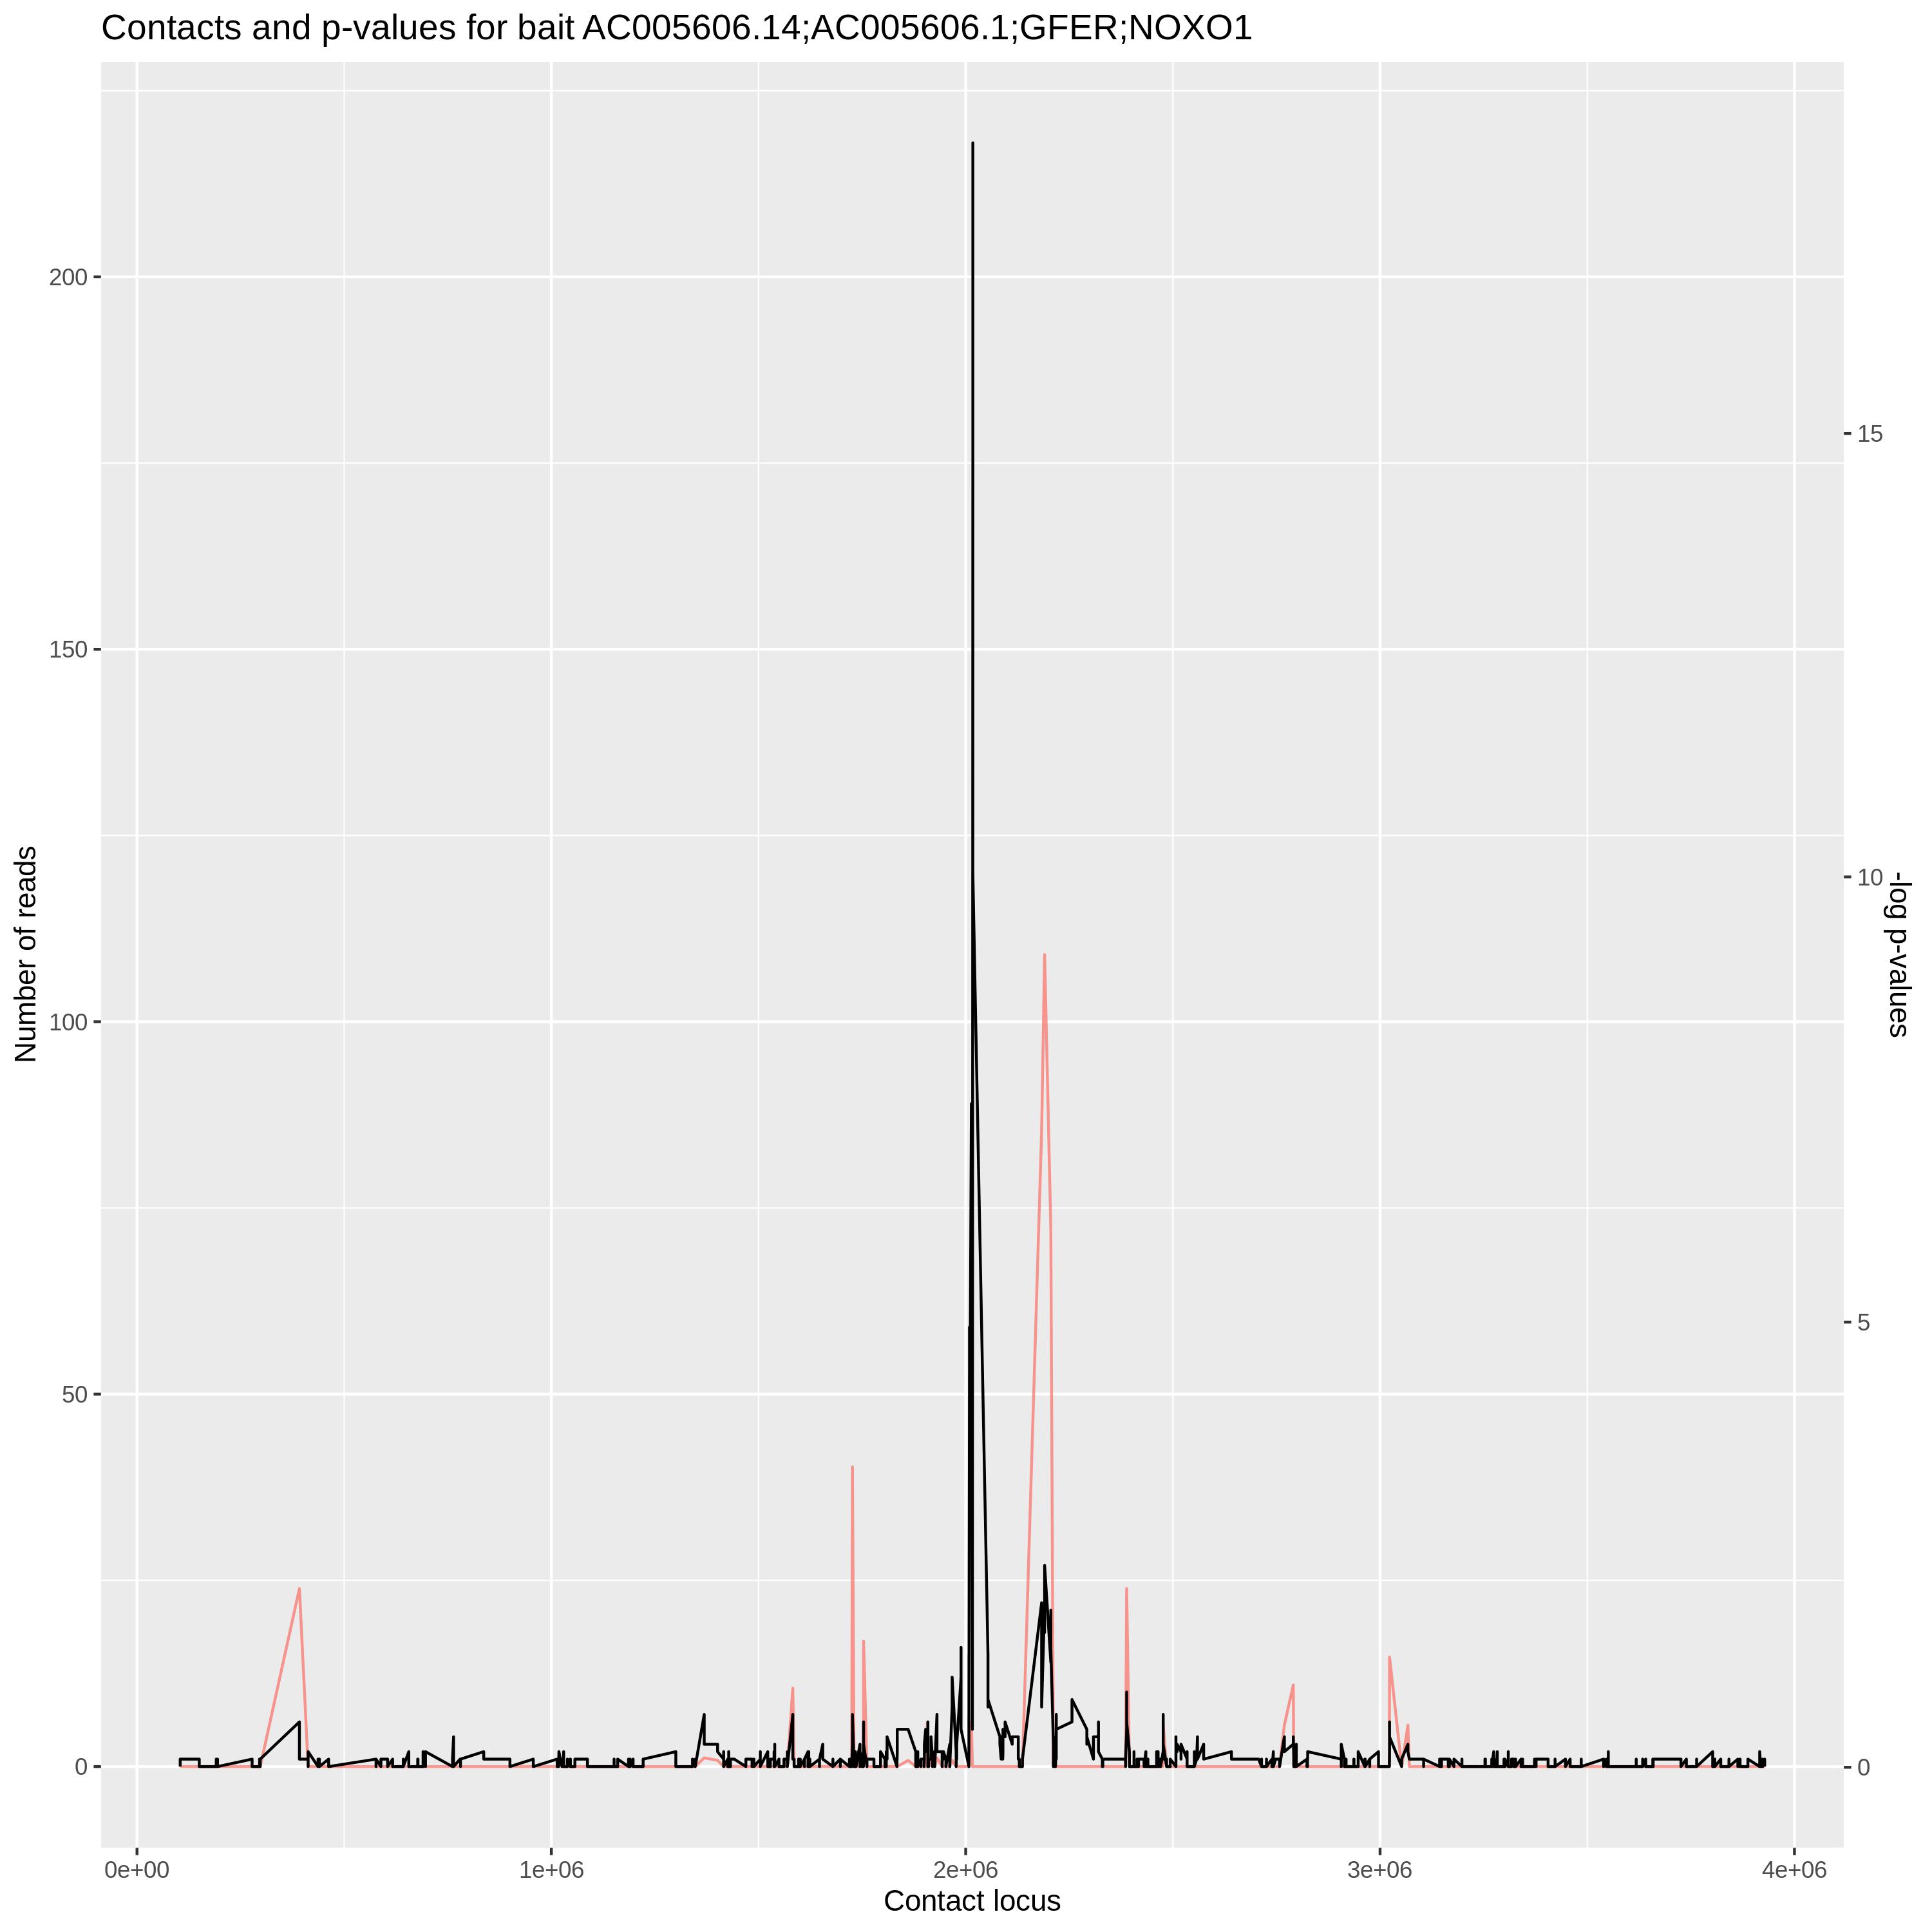 Contacts and p-values for bait AC005606.14;AC005606.1;GFER;NOXO1
200
150
100
50
0
Number of reads
15
10
5
0
-log p-values
0e+00 1e+06 2e+06 3e+06 4e+06
Contact locus